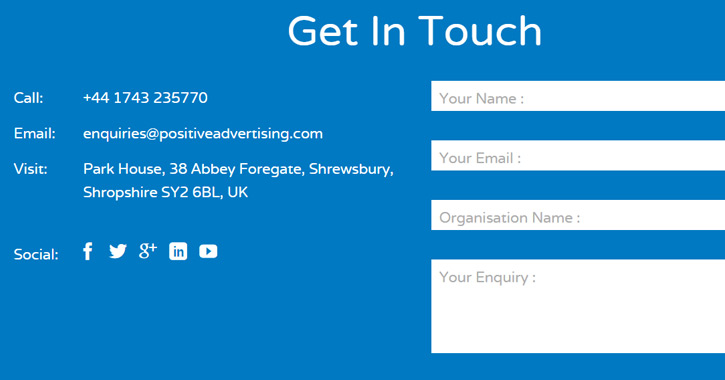 Get In Touch
Call: +44 1743 235770
Email: enquiries@positiveadvertising.com
Visit: Park House, 38 Abbey Foregate, Shrewsbury,
Shropshire SY2 6BL, UK
Social:
Your Name :
Your Email :
Organisation Name :
Your Enquiry :